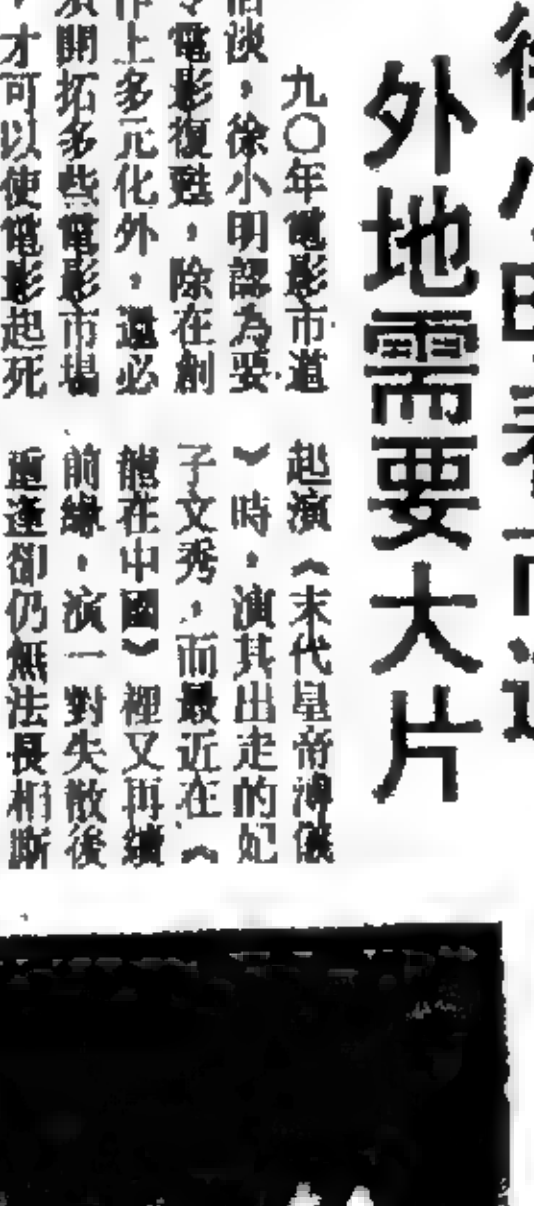 外地需要大片
九〇年電影市道
淡,徐小明認為要
電影復甦,除在創
作上多元化外,還必
須開拓多些電影市場
,才可以使電影起死
起演《末代皇帝溥儀
》時,演其出走的妃
子文秀,而最近在《
龍在中國》裡又再續
前緣,演一對失散後
重逢卻仍無法長相廝